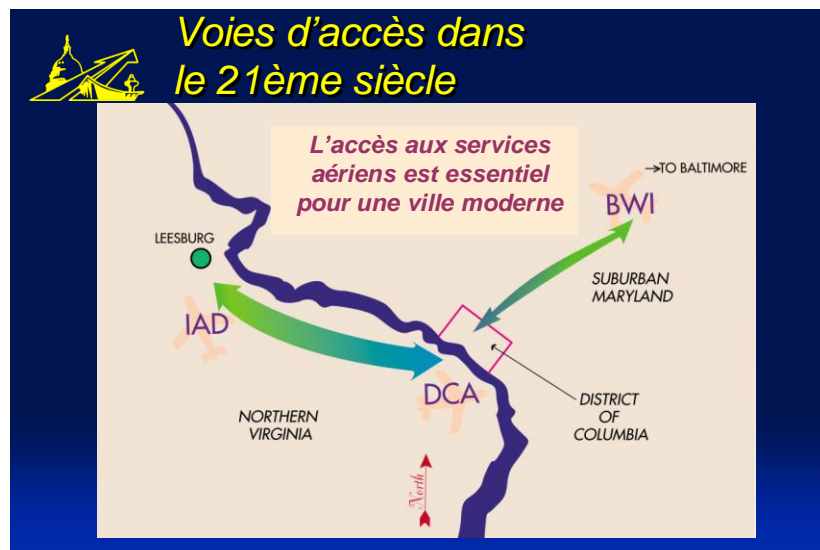 Voies d'accès dans
le 21ème siècle
L'accès aux services
aériens est essentiel
pour une ville moderne
→TO BALTIMORE
BWI
LEESBURG
SUBURBAN
MARYLAND
IAD
DCA
NORTHERN
VIRGINIA
DISTRICT
OF
COLUMBIA
North